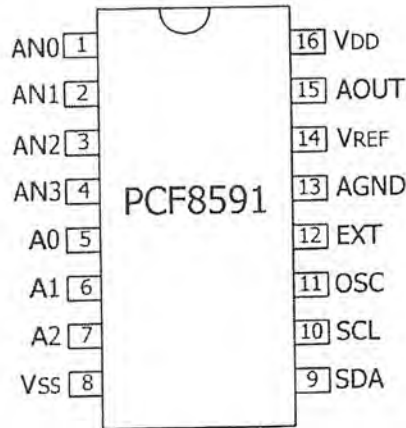 AN0 1 16 VDD
AN1 2 15 AOUT
AN2 3 14 VREF
AN3 4 13 AGND
PCF8591
A0 5 12 EXT
A1 6 11 OSC
A2 7 10 SCL
VSS 8 9 SDA